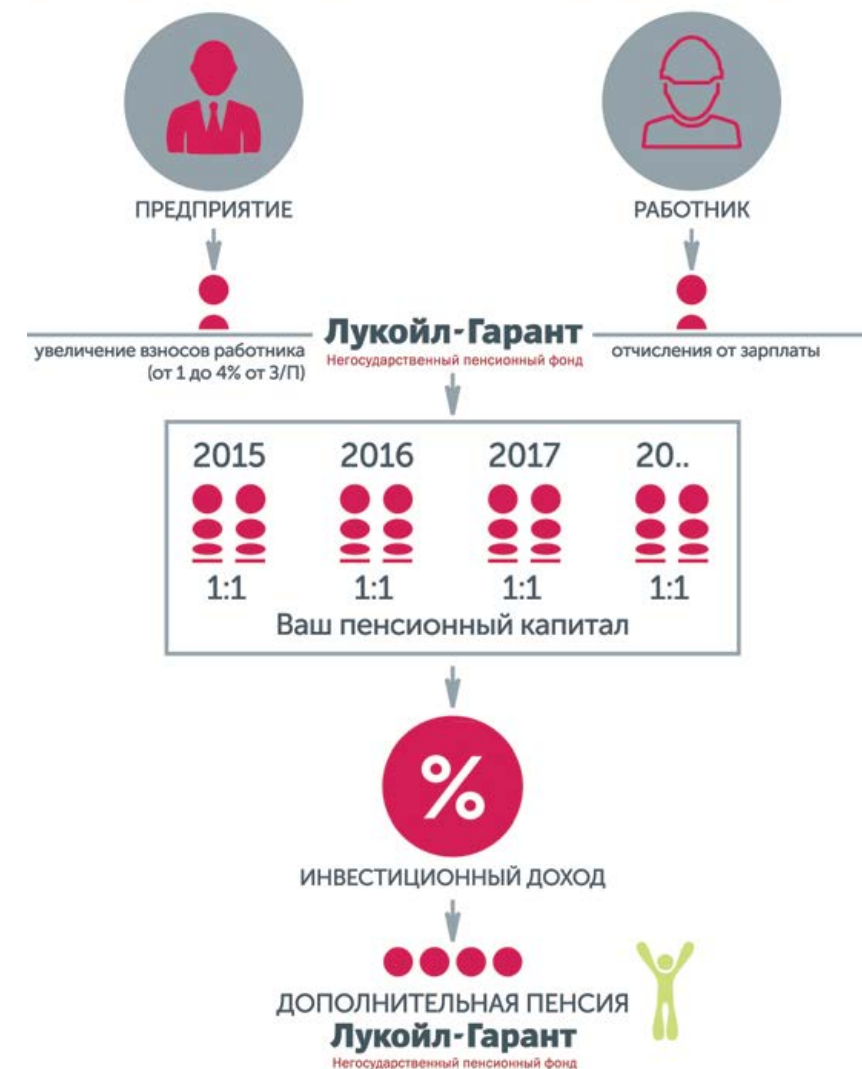 ПРЕДПРИЯТИЕ
РАБОТНИК
увеличение взносов работника
(от 1 до 4% от З/П)
Лукойл-Гарант
Негосударственный пенсионный фонд
отчисления от зарплаты
2015 2016 2017 20..
1:1 1:1 1:1 1:1
Ваш пенсионный капитал
%
ИНВЕСТИЦИОННЫЙ ДОХОД
ДОПОЛНИТЕЛЬНАЯ ПЕНСИЯ
Лукойл-Гарант
Негосударственный пенсионный фонд